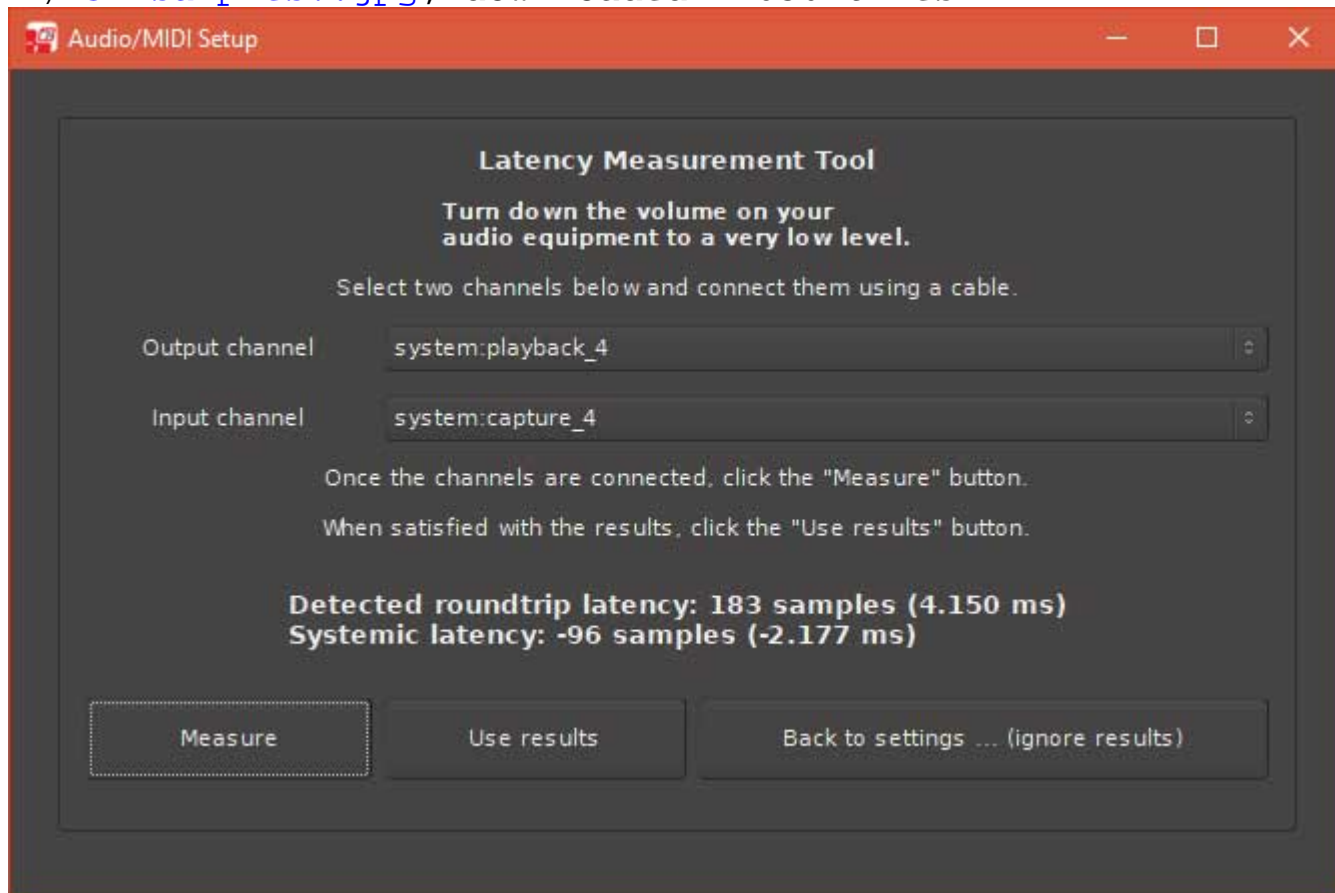 Audio/MIDI Setup
Latency Measurement Tool
Turn down the volume on your
audio equipment to a very low level.
Select two channels below and connect them using a cable.
Output channel
system:playback_4
Input channel
system:capture_4
Once the channels are connected, click the "Measure" button.
When satisfied with the results, click the "Use results" button.
Detected roundtrip latency: 183 samples (4.150 ms)
Systemic latency: -96 samples (-2.177 ms)
Measure
Use results
Back to settings ... (ignore results)